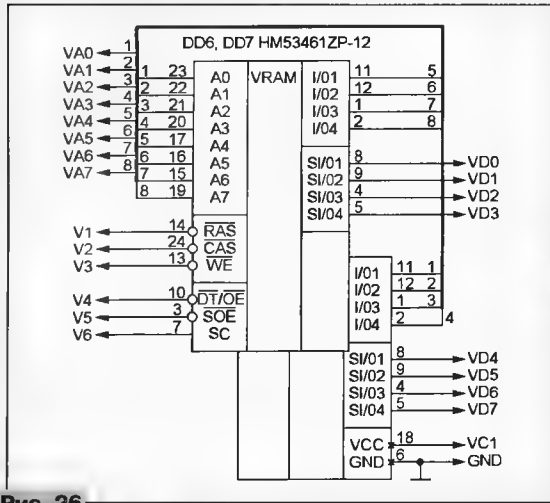 DD6, DD7 HM53461ZP-12
VA0 1
VA1 2
VA2 3
VA3 4
VA4 5
VA5 6
VA6 7
VA7 8
1 23 A0
2 22 A1
3 21 A2
4 20 A3
5 17 A4
6 16 A5
7 15 A6
8 19 A7
VRAM
I/01 11 5
I/02 12 6
I/03 1 7
I/04 2 8
SI/01 8 VD0
SI/02 9 VD1
SI/03 4 VD2
SI/04 5 VD3
V1 14 RAS
V2 24 CAS
V3 13 WE
V4 10 DT/OE
V5 3 SOE
V6 7 SC
I/01 11 1
I/02 12 2
I/03 1 3
I/04 2 4
SI/01 8 VD4
SI/02 9 VD5
SI/03 4 VD6
SI/04 5 VD7
VCC 18 VC1
GND 6 GND
Рис. 26